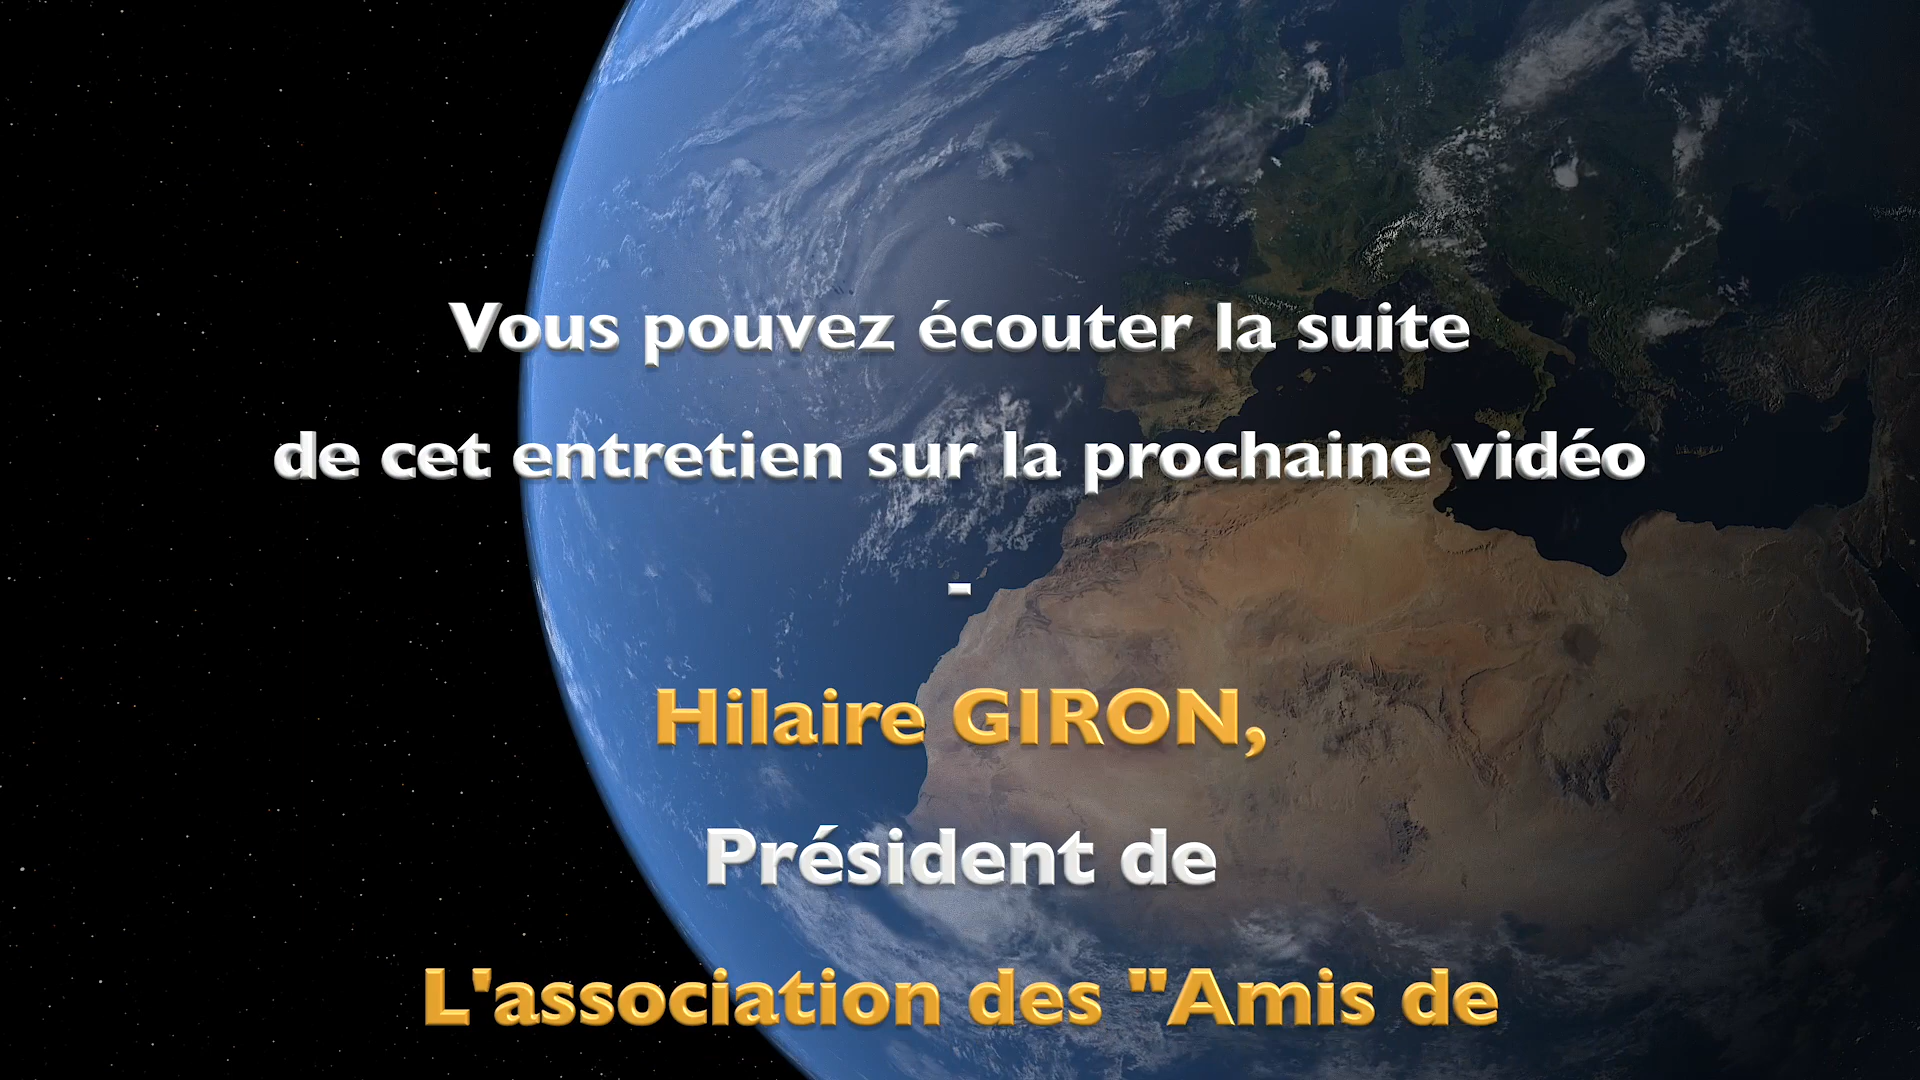 Vous pouvez écouter la suite
de cet entretien sur la prochaine vidéo
-
Hilaire GIRON,
Président de
L'association des "Amis de